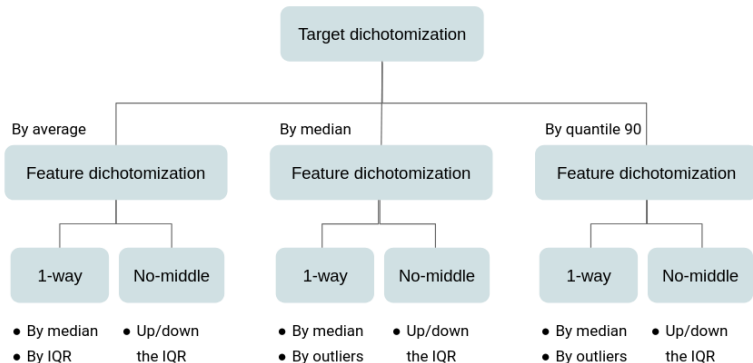 Target dichotomization
By average
By median
By quantile 90
Feature dichotomization
Feature dichotomization
Feature dichotomization
1-way
No-middle
1-way
No-middle
1-way
No-middle
● By median
● By IQR
● Up/down
the IQR
● By median
● By outliers
● Up/down
the IQR
● By median
● By outliers
● Up/down
the IQR